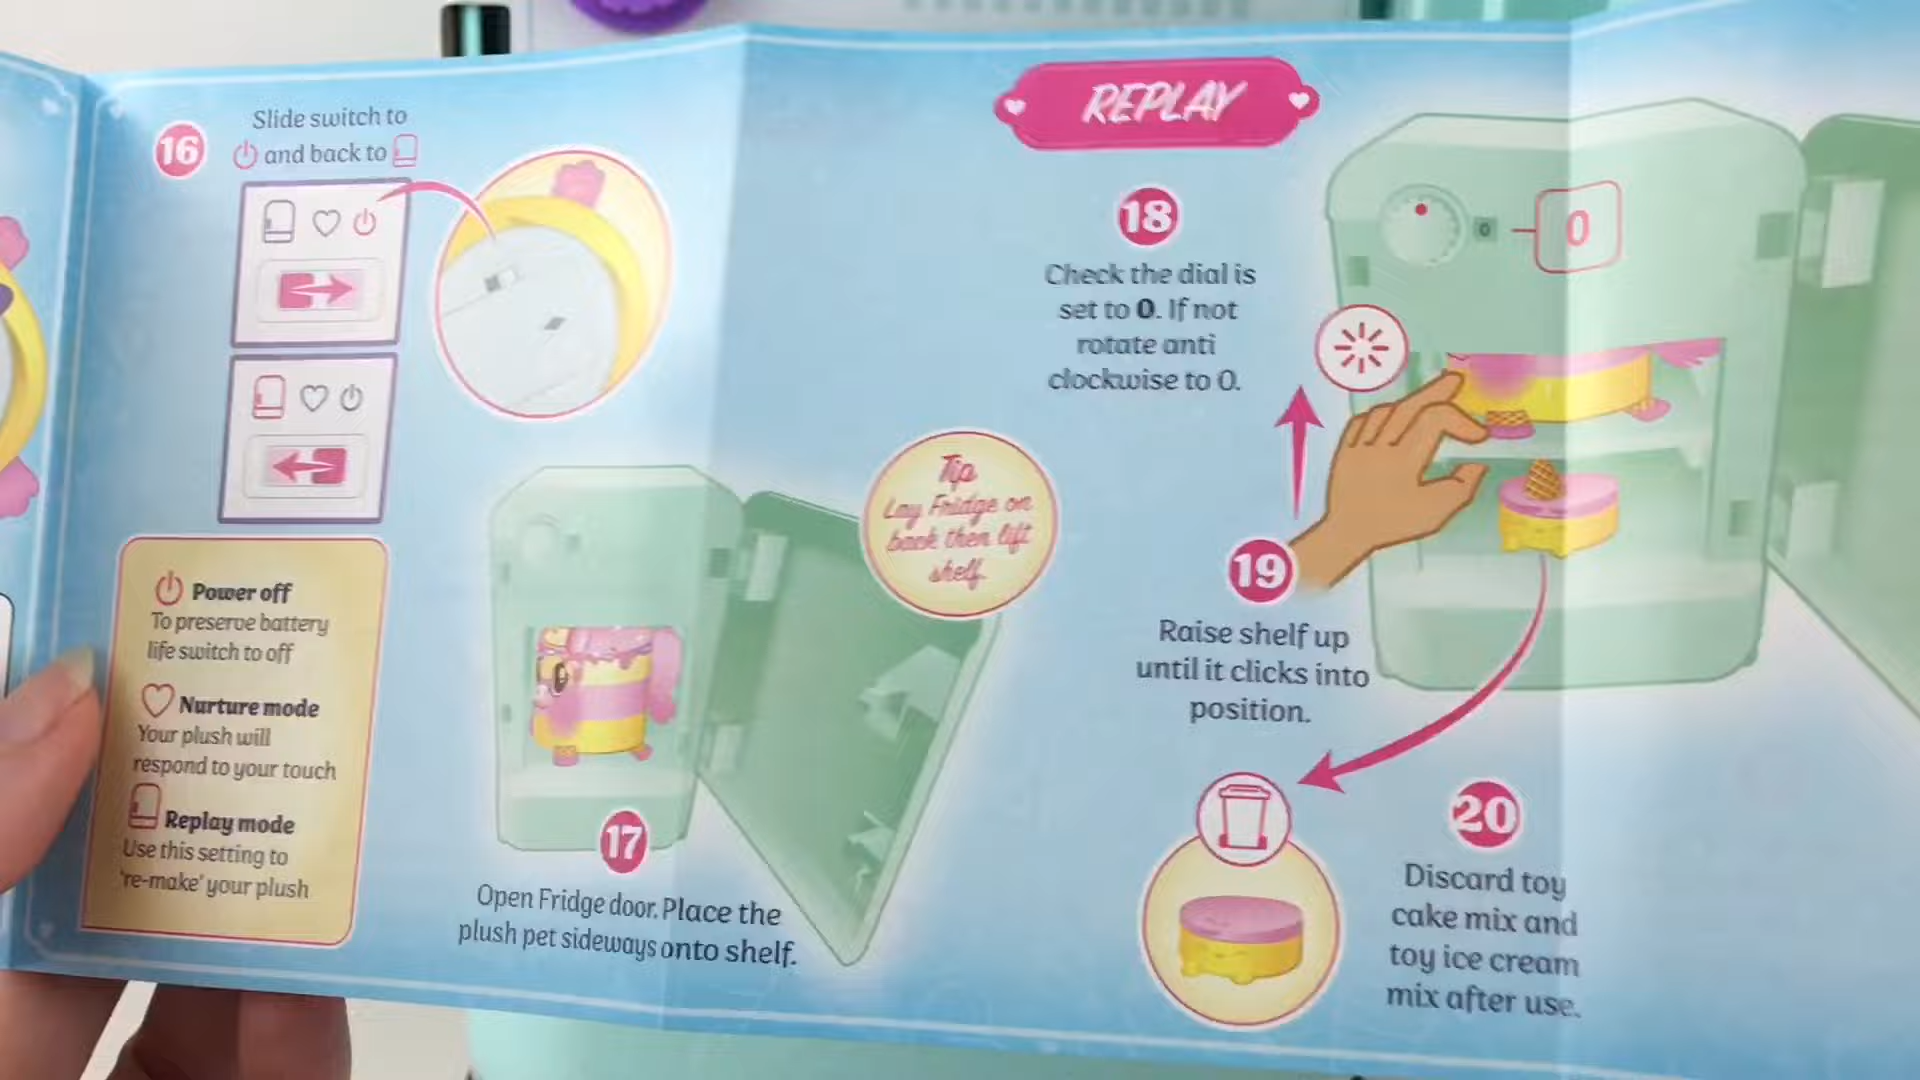 16
Slide switch to
and back to
Power off
To preserve battery
life switch to off
Nurture mode
Your plush will
respond to your touch
Replay mode
Use this setting to
're-make' your plush
17
Open Fridge door. Place the
plush pet sideways onto shelf.
Tip
Lay Fridge on
back then lift
shelf.
REPLAY
18
Check the dial is
set to 0. If not
rotate anti
clockwise to 0.
0
0
19
Raise shelf up
until it clicks into
position.
20
Discard toy
cake mix and
toy ice cream
mix after use.